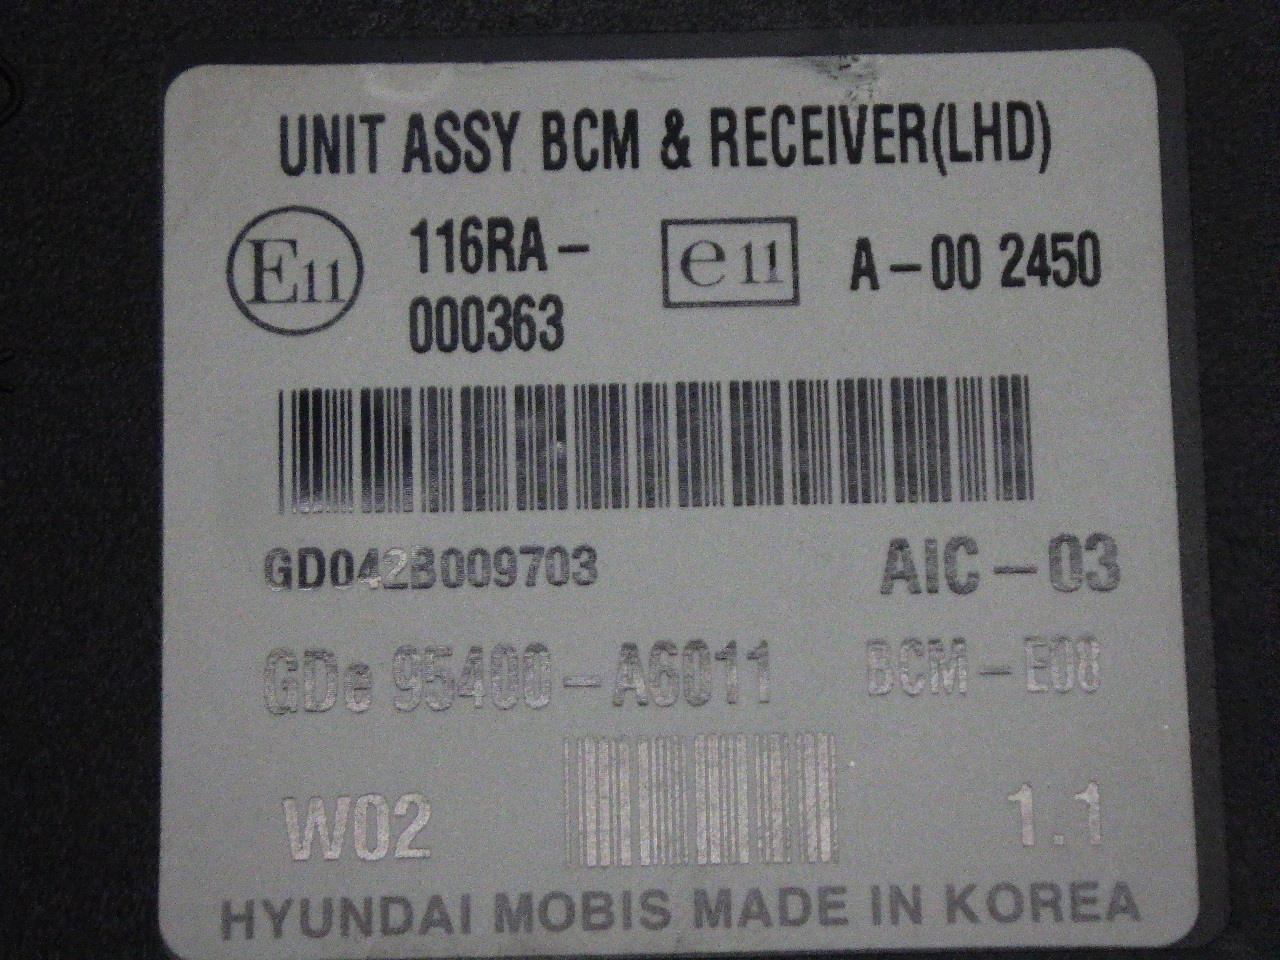 UNIT ASSY BCM & RECEIVER(LHD)
E11 116RA- e11 A-00 2450
000363
GD042B009703 AIC-03
GDe 95400-A6011 BCM-E08
W02 1.1
HYUNDAI MOBIS MADE IN KOREA